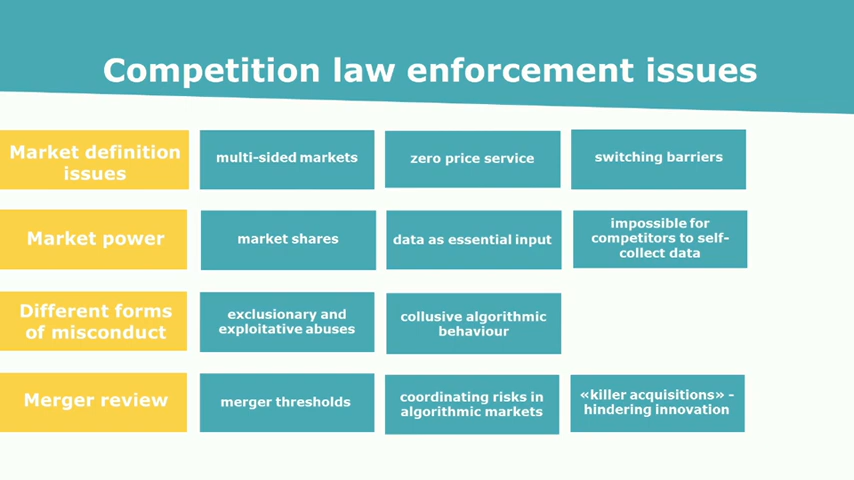 Competition law enforcement issues
Market definition
issues
multi-sided markets
zero price service
switching barriers
Market power
market shares
data as essential input
impossible for
competitors to self-
collect data
Different forms
of misconduct
exclusionary and
exploitative abuses
collusive algorithmic
behaviour
Merger review
merger thresholds
coordinating risks in
algorithmic markets
«killer acquisitions» -
hindering innovation